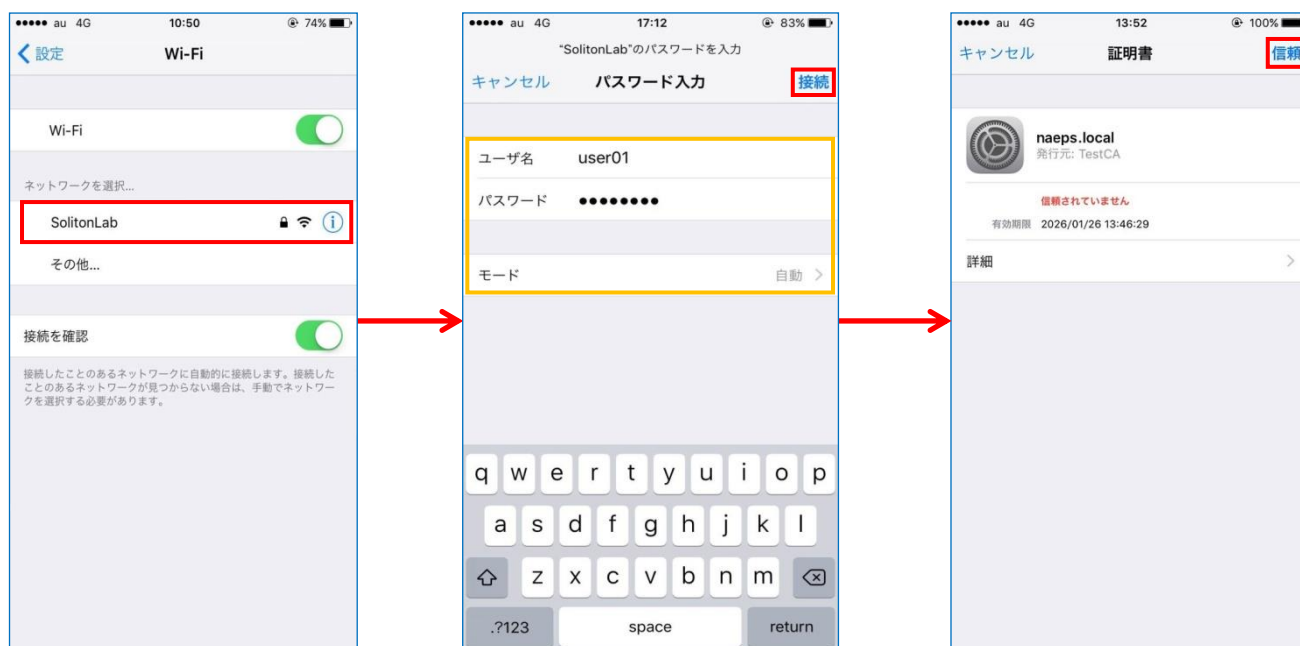 au 4G 10:50 74%
設定 Wi-Fi
Wi-Fi
ネットワークを選択...
SolitonLab
その他...
接続を確認
接続したことのあるネットワークに自動的に接続します。接続した
ことのあるネットワークが見つからない場合は、手動でネットワー
クを選択する必要があります。
au 4G 17:12 83%
"SolitonLab"のパスワードを入力
キャンセル パスワード入力 接続
ユーザ名 user01
パスワード ●●●●●●●●
モード 自動
q w e r t y u i o p
a s d f g h j k l
z x c v b n m
.?123 space return
au 4G 13:52 100%
キャンセル 証明書 信頼
naeps.local
発行元: TestCA
信頼されていません
有効期限 2026/01/26 13:46:29
詳細